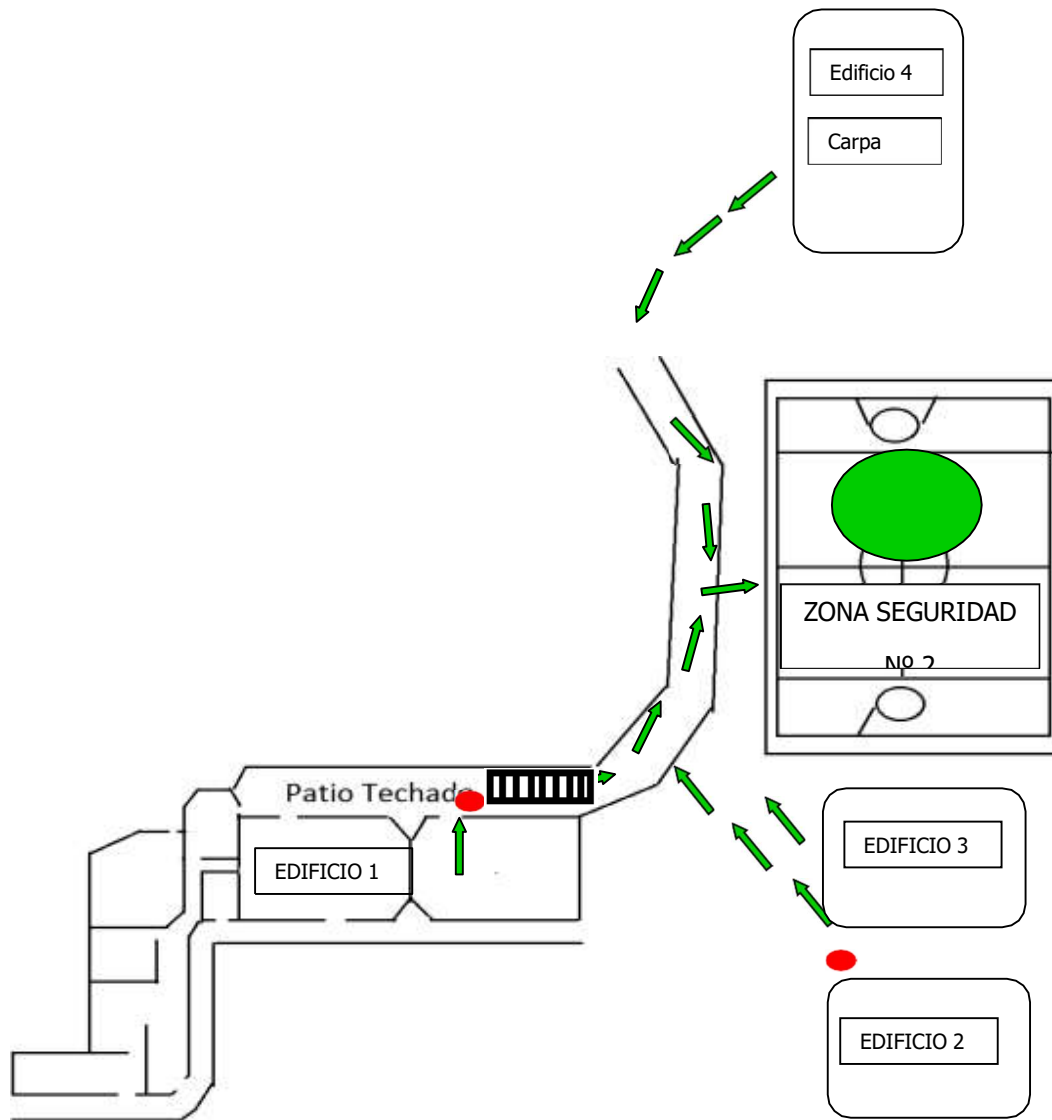 Edificio 4
Carpa
ZONA SEGURIDAD
Nº 2
Patio Techado
EDIFICIO 1
EDIFICIO 3
EDIFICIO 2